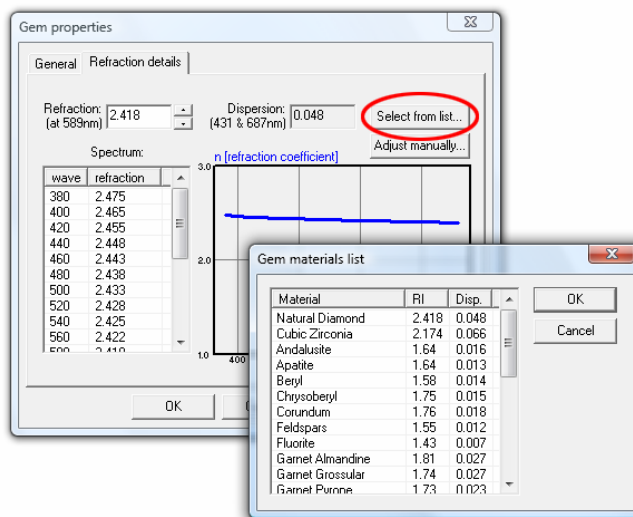 Gem properties
General Refraction details
Refraction: 2.418 Dispersion: 0.048 Select from list...
(at 589nm) (431 & 687nm)
Adjust manually...
Spectrum:
n [refraction coefficient]
wave refraction
380 2.475
400 2.465
420 2.455
440 2.448
460 2.443
480 2.438
500 2.433
520 2.428
540 2.425
560 2.422
3.0
2.0
1.0
400
OK
Gem materials list
Material RI Disp.
Natural Diamond 2.418 0.048
Cubic Zirconia 2.174 0.066
Andalusite 1.64 0.016
Apatite 1.64 0.013
Beryl 1.58 0.014
Chrysoberyl 1.75 0.015
Corundum 1.76 0.018
Feldspars 1.55 0.012
Fluorite 1.43 0.007
Garnet Almandine 1.81 0.027
Garnet Grossular 1.74 0.027
Garnet Pyrope 1.73 0.023
OK
Cancel